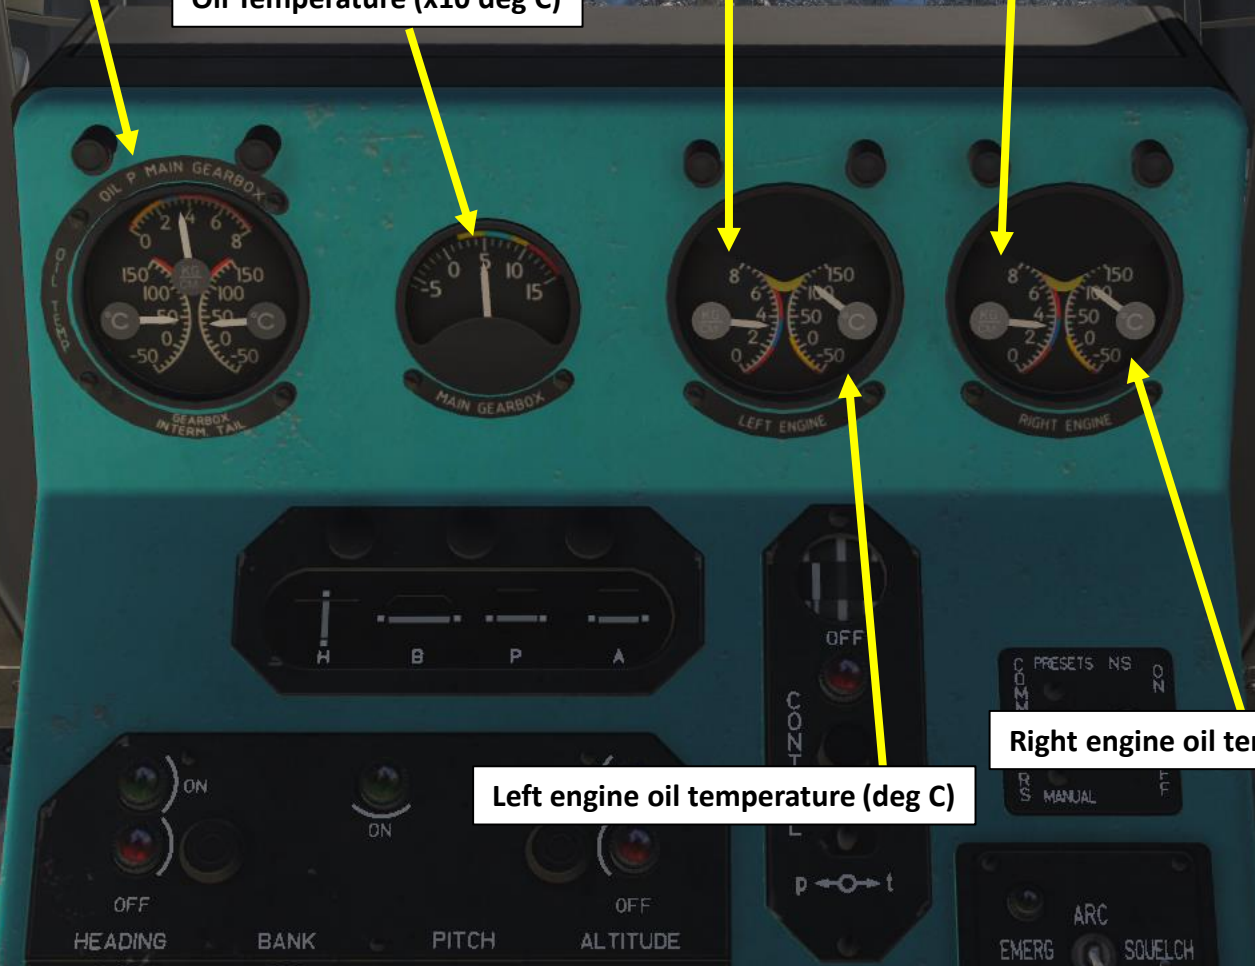 Oil Temperature (x10 deg C)
OIL P MAIN GEARBOX
OIL TEMP
0 2 4 6 8
KG
CM
150 100 50 0 -50
°C
150 100 50 0 -50
°C
GEARBOX
INTERM. TAIL
-5 0 5 10 15
MAIN GEARBOX
8 6 4 2 0
150 100 50 0 -50
°C
LEFT ENGINE
8 6 4 2 0
150 100 50 0 -50
°C
RIGHT ENGINE
H B P A
OFF
PRESETS NS
ON
MANUAL
Right engine oil te
Left engine oil temperature (deg C)
ON
ON
OFF
OFF
HEADING BANK PITCH ALTITUDE
p t
ARC
EMERG SQUELCH